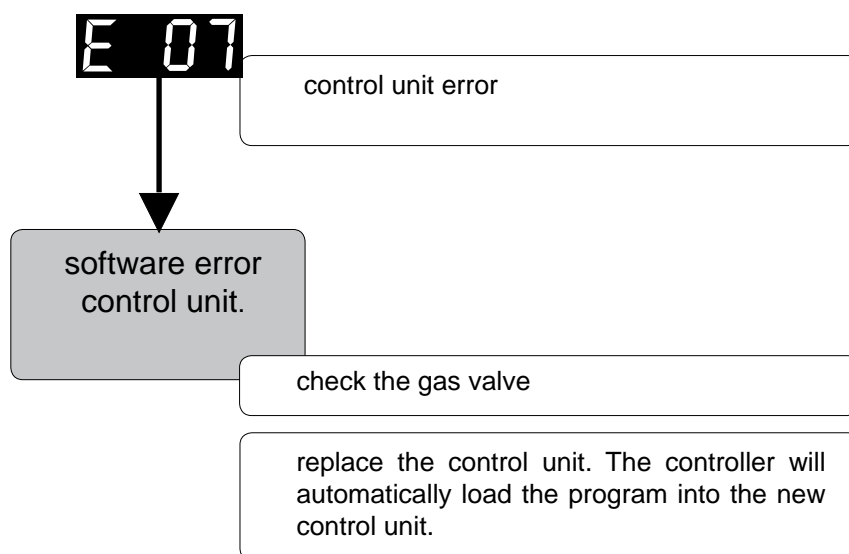 E 07
control unit error
software error
control unit.
check the gas valve
replace the control unit. The controller will
automatically load the program into the new
control unit.